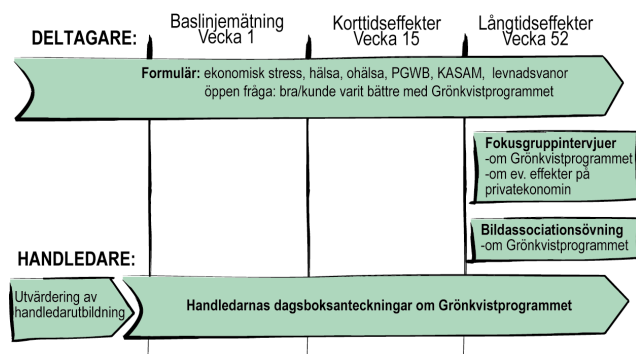 DELTAGARE:
Baslinjemätning
Vecka 1
Korttidseffekter
Vecka 15
Långtidseffekter
Vecka 52
Formulär: ekonomisk stress, hälsa, ohälsa, PGWB, KASAM, levnadsvanor
öppen fråga: bra/kunde varit bättre med Grönkvistprogrammet
Fokusgruppintervjuer
-om Grönkvistprogrammet
-om ev. effekter på
privatekonomin
Bildassociationsövning
-om Grönkvistprogrammet
HANDLEDARE:
Utvärdering av
handledarutbildning
Handledarnas dagsboksanteckningar om Grönkvistprogrammet